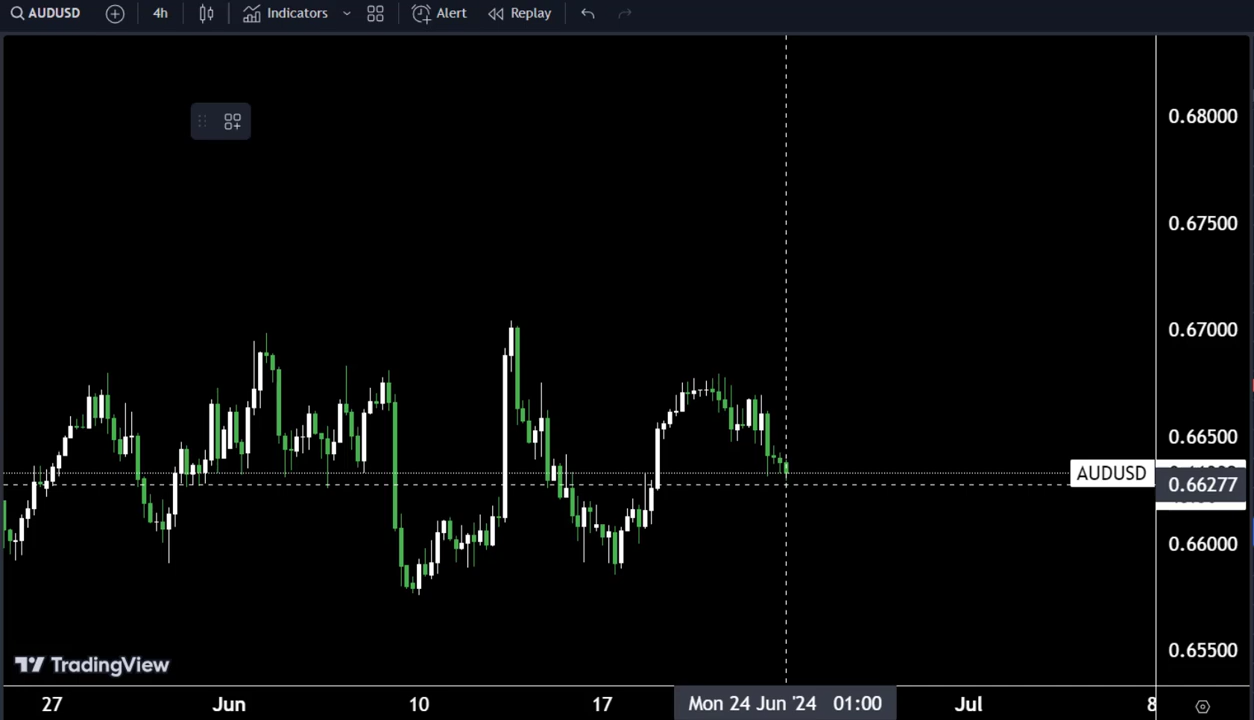 AUDUSD 4h Indicators Alert Replay
0.68000
0.67500
0.67000
0.66500
AUDUSD
0.66277
0.66000
0.65500
TradingView
27 Jun 10 17 Mon 24 Jun '24 01:00 Jul 8